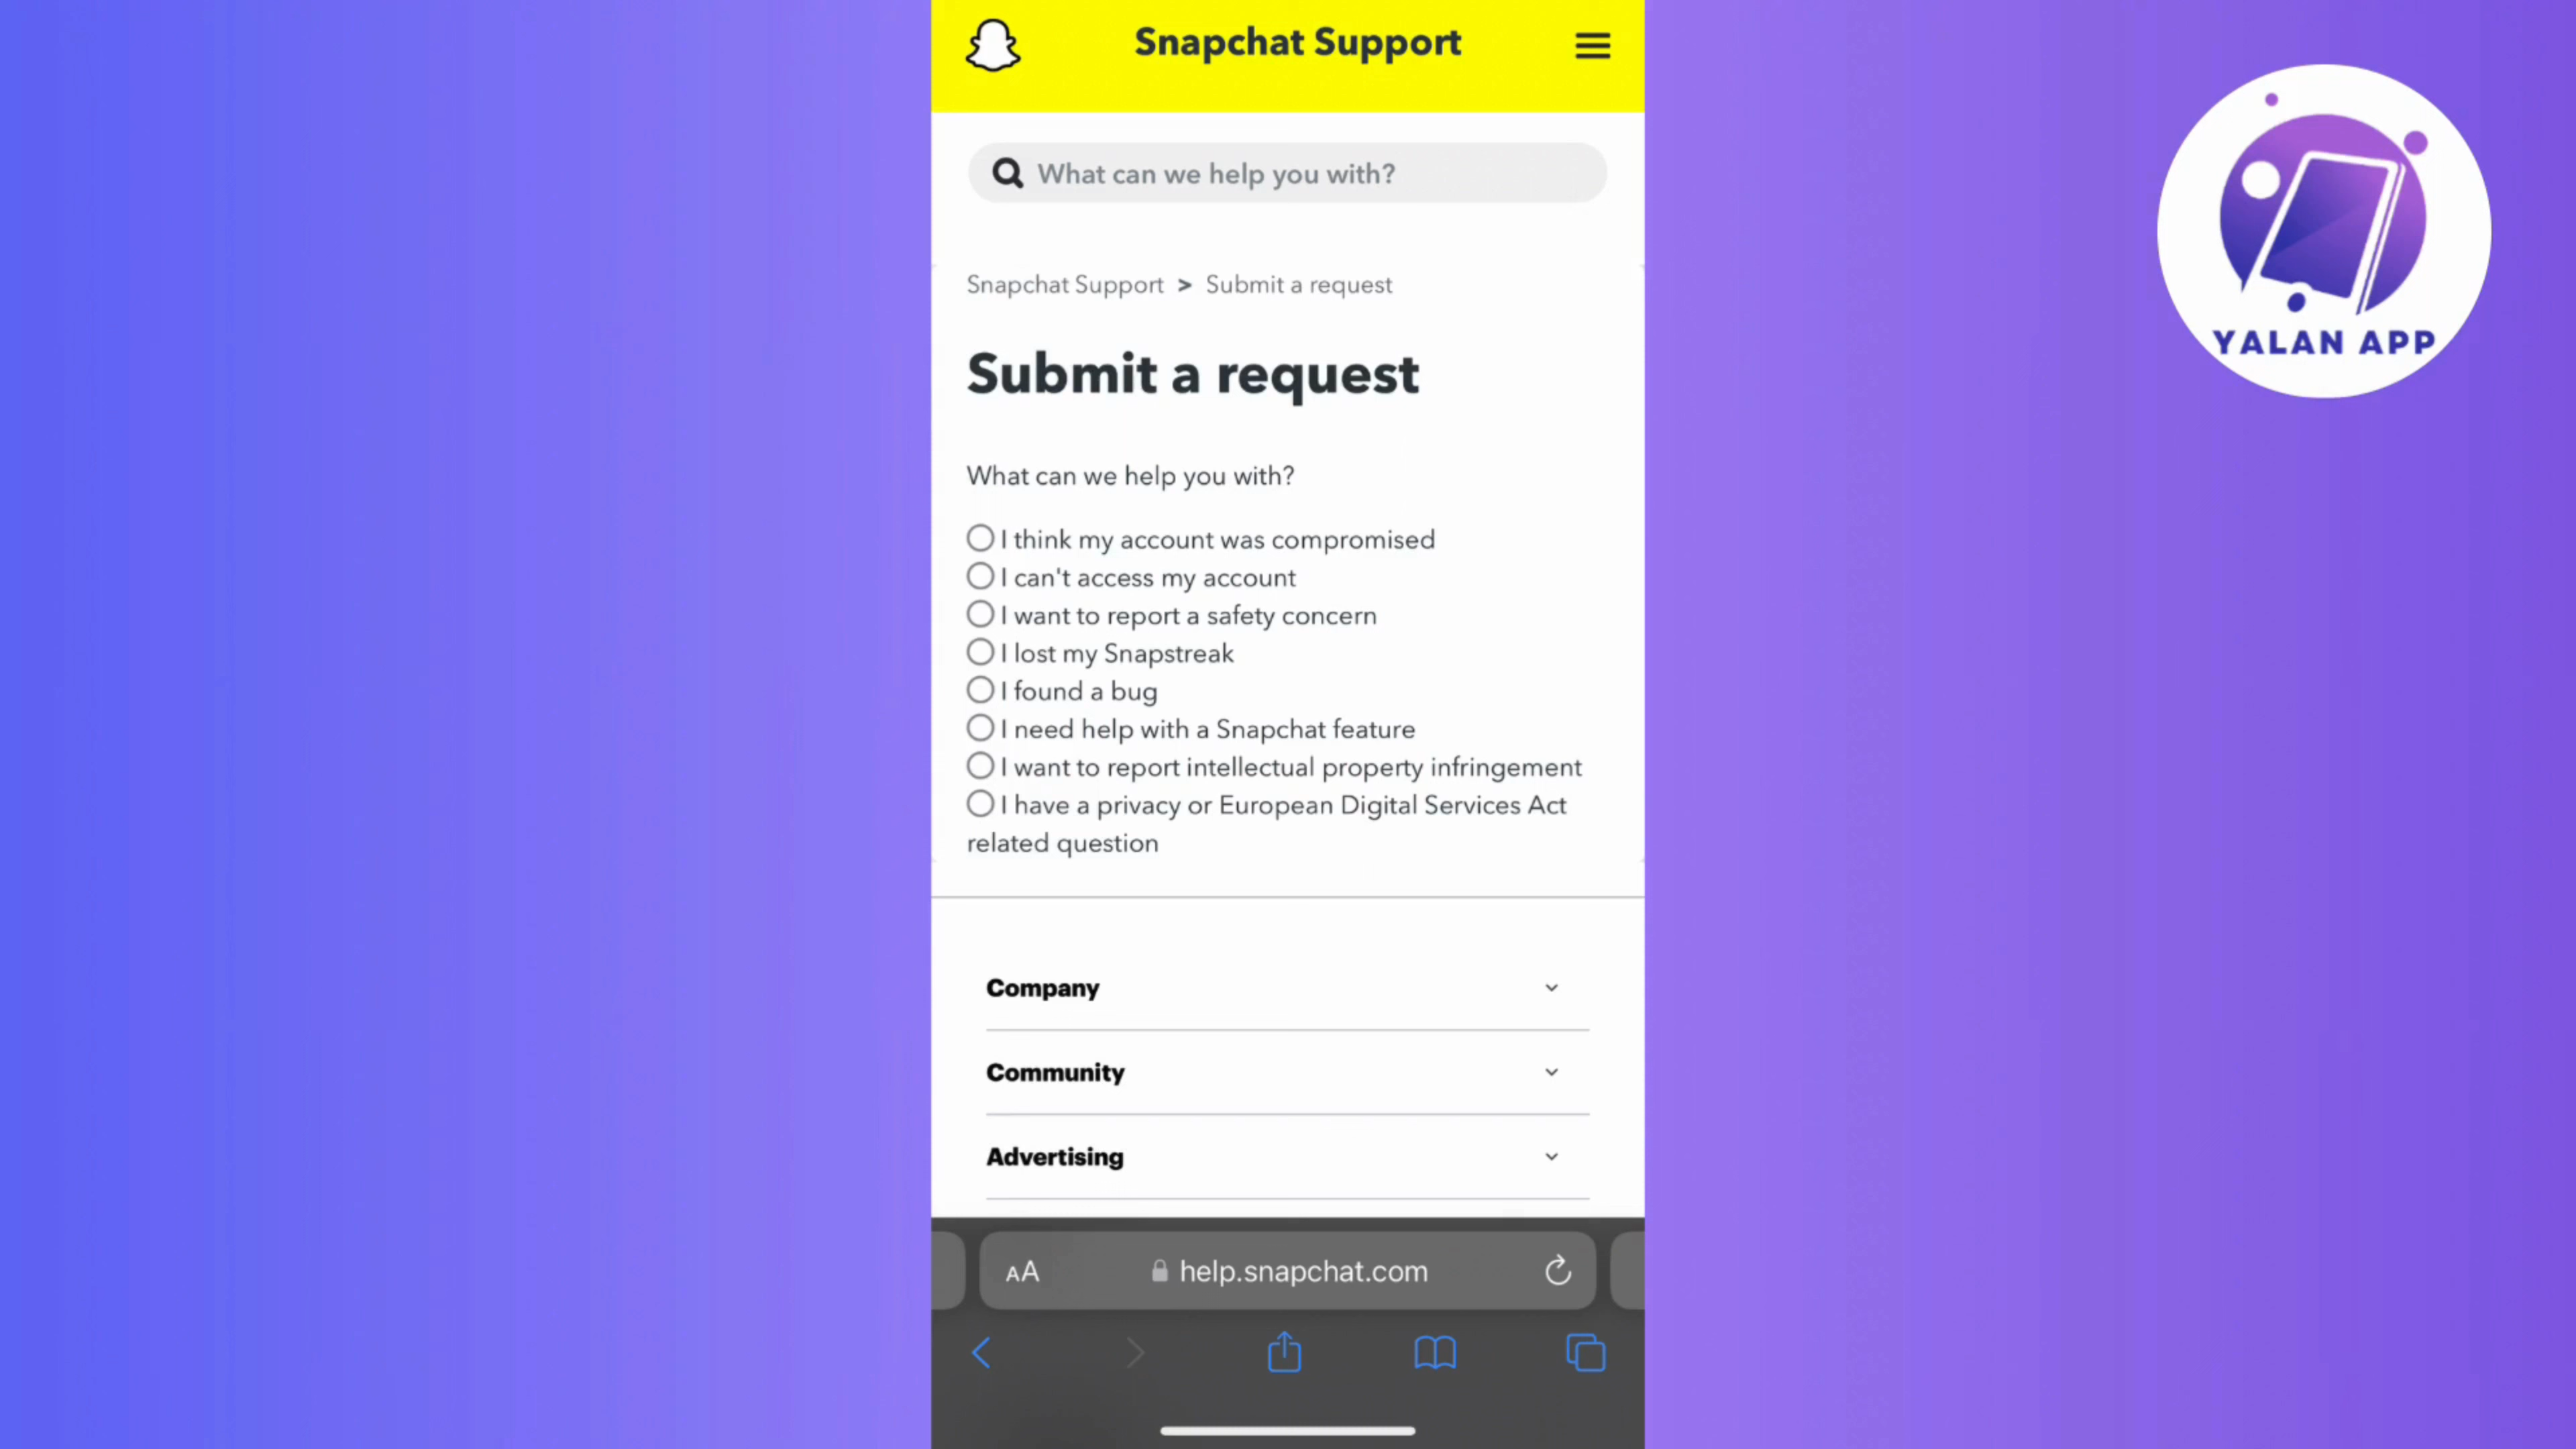 Snapchat Support
What can we help you with?
Snapchat Support > Submit a request
Submit a request
What can we help you with?
I think my account was compromised
I can't access my account
I want to report a safety concern
I lost my Snapstreak
I found a bug
I need help with a Snapchat feature
I want to report intellectual property infringement
I have a privacy or European Digital Services Act
related question
Company
Community
Advertising
AA help.snapchat.com
YALAN APP